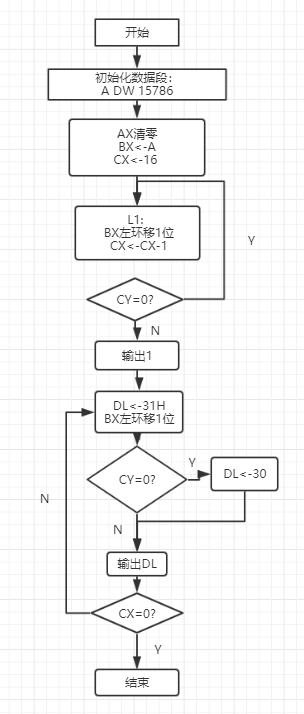 开始
初始化数据段：
A DW 15786
AX清零
BX<-A
CX<-16
L1:
BX左环移1位
CX<-CX-1
Y
CY=0?
N
输出1
DL<-31H
BX左环移1位
CY=0?
Y
DL<-30
N
N
输出DL
CX=0?
Y
结束